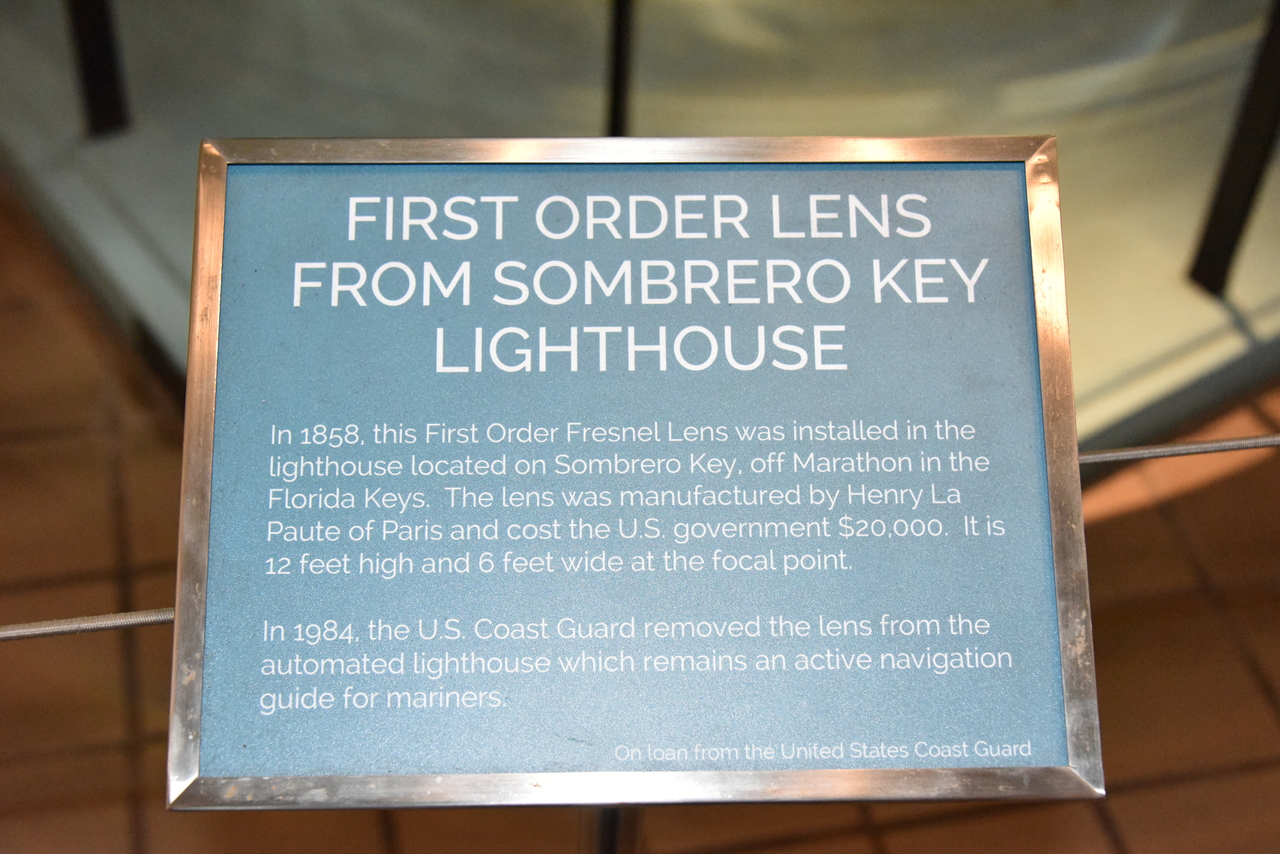 FIRST ORDER LENS
FROM SOMBRERO KEY
LIGHTHOUSE
In 1858, this First Order Fresnel Lens was installed in the
lighthouse located on Sombrero Key, off Marathon in the
Florida Keys.  The lens was manufactured by Henry La
Paute of Paris and cost the U.S. government $20,000.  It is
12 feet high and 6 feet wide at the focal point.
In 1984, the U.S. Coast Guard removed the lens from the
automated lighthouse which remains an active navigation
guide for mariners.
On loan from the United States Coast Guard